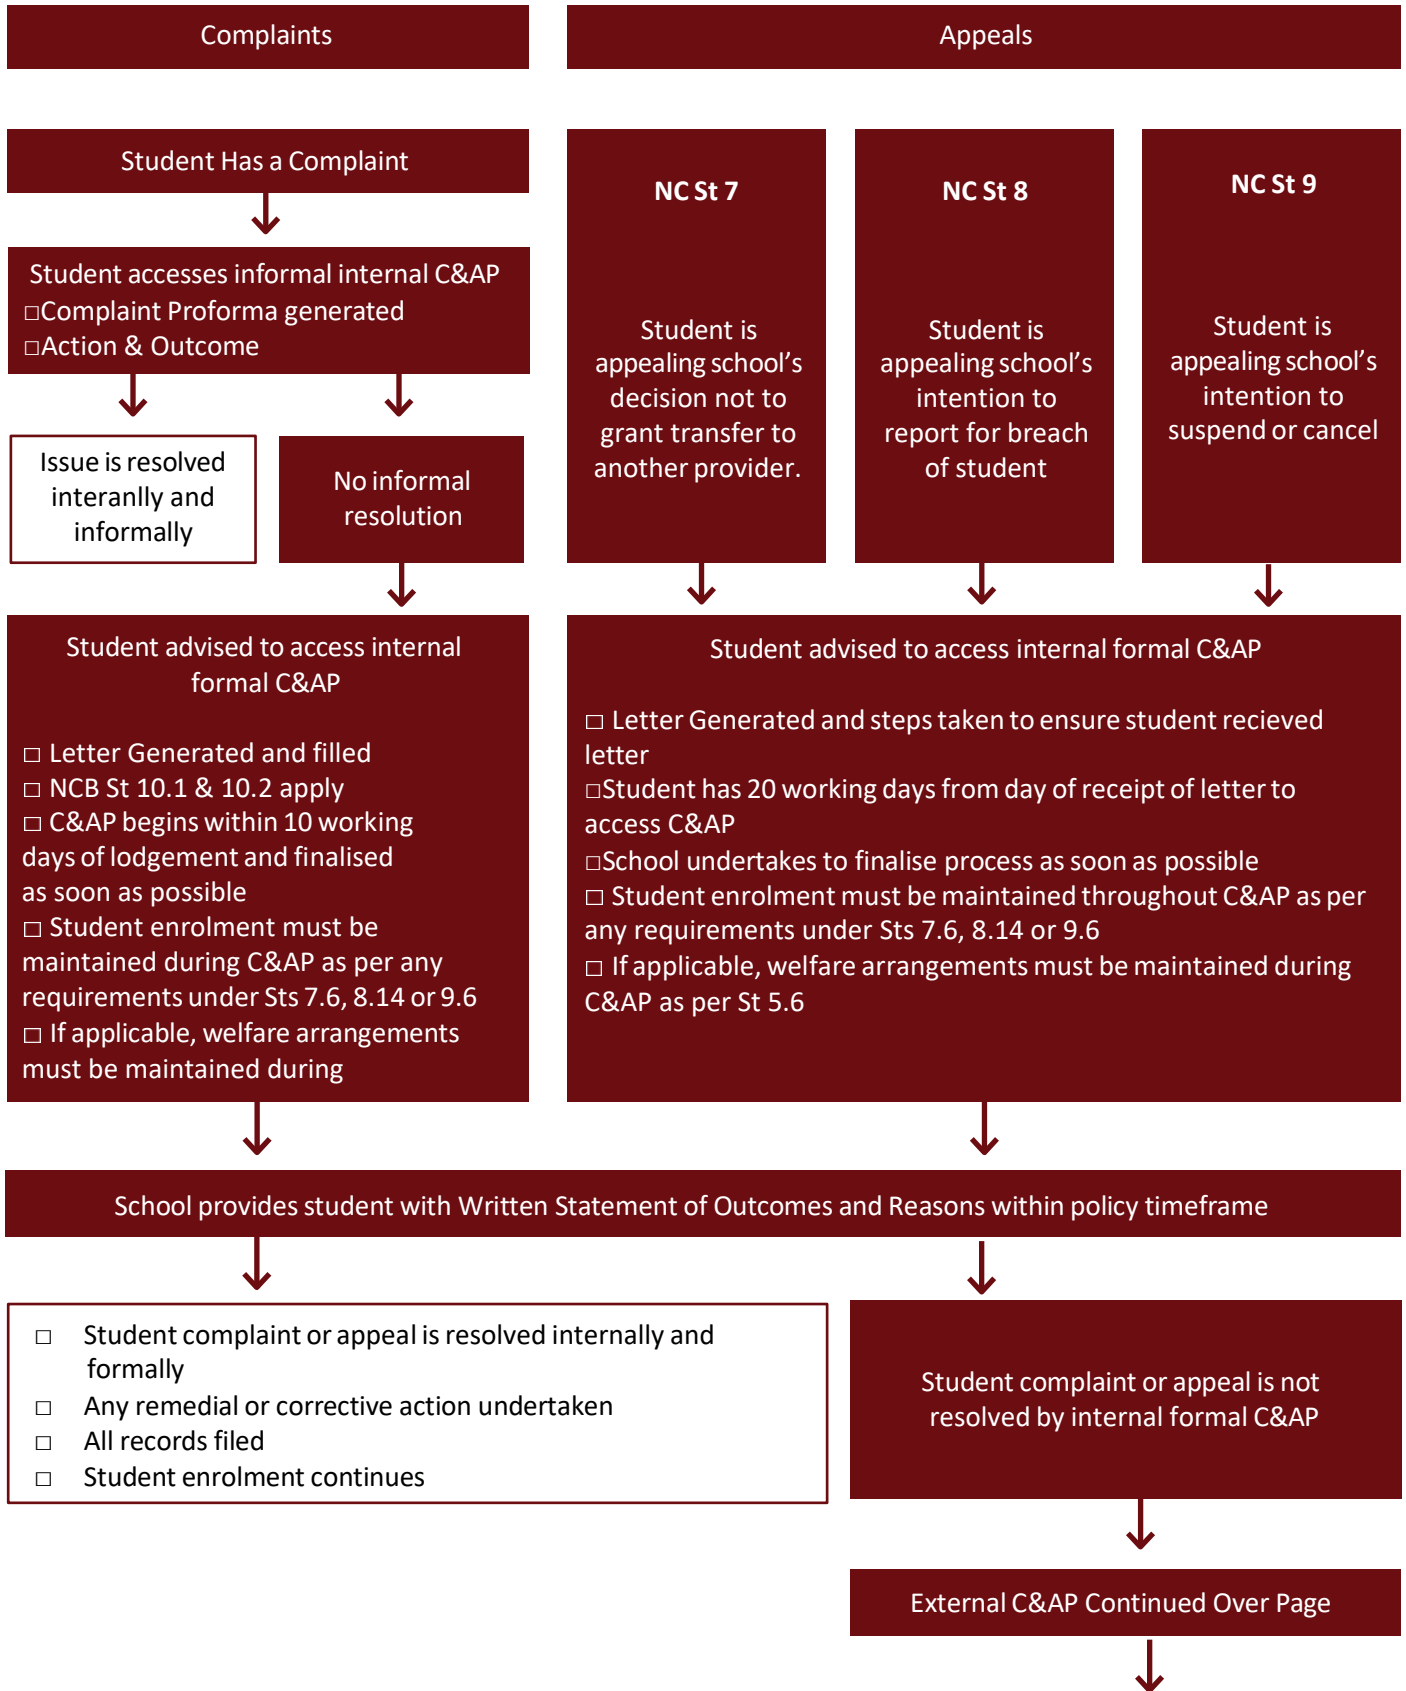 Complaints
Appeals
Student Has a Complaint
Student accesses informal internal C&AP
□Complaint Proforma generated
□Action & Outcome
Issue is resolved
interanlly and
informally
No informal
resolution
NC St 7
Student is
appealing school’s
decision not to
grant transfer to
another provider.
NC St 8
Student is
appealing school’s
intention to
report for breach
of student
NC St 9
Student is
appealing school’s
intention to
suspend or cancel
Student advised to access internal
formal C&AP
□ Letter Generated and filled
□ NCB St 10.1 & 10.2 apply
□ C&AP begins within 10 working
days of lodgement and finalised
as soon as possible
□ Student enrolment must be
maintained during C&AP as per any
requirements under Sts 7.6, 8.14 or 9.6
□ If applicable, welfare arrangements
must be maintained during
Student advised to access internal formal C&AP
□ Letter Generated and steps taken to ensure student recieved
letter
□Student has 20 working days from day of receipt of letter to
access C&AP
□School undertakes to finalise process as soon as possible
□ Student enrolment must be maintained throughout C&AP as per
any requirements under Sts 7.6, 8.14 or 9.6
□ If applicable, welfare arrangements must be maintained during
C&AP as per St 5.6
School provides student with Written Statement of Outcomes and Reasons within policy timeframe
□ Student complaint or appeal is resolved internally and
formally
□ Any remedial or corrective action undertaken
□ All records filed
□ Student enrolment continues
Student complaint or appeal is not
resolved by internal formal C&AP
External C&AP Continued Over Page